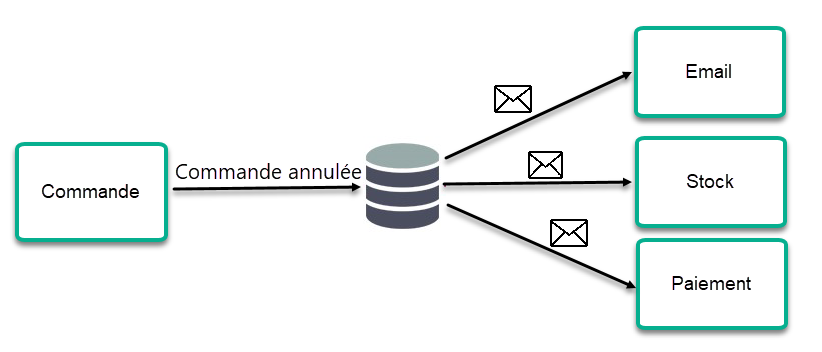 Email
Commande annulée
Commande
Stock
Paiement